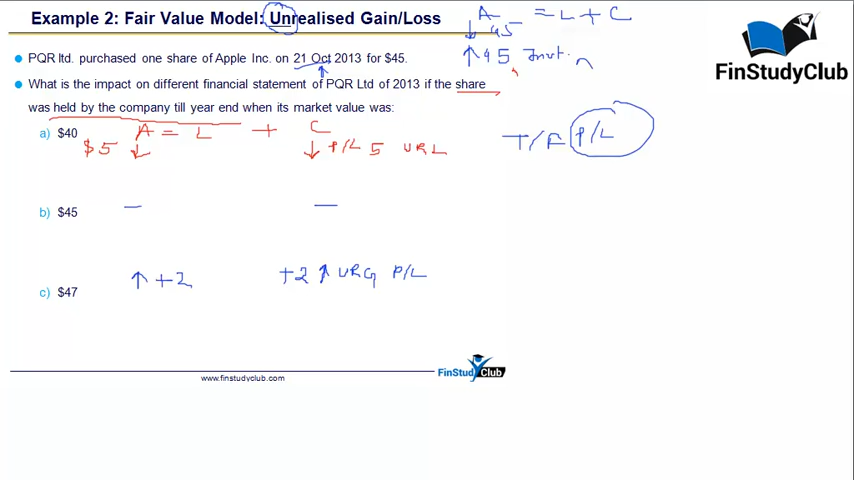 Example 2: Fair Value Model: Unrealised Gain/Loss
A = L + C
↓ 45
PQR ltd. purchased one share of Apple Inc. on 21 Oct 2013 for $45.
↑ 45 Invt.
What is the impact on different financial statement of PQR Ltd of 2013 if the share
was held by the company till year end when its market value was:
FinStudyClub
a) $40
A = L + C
T/F P/L
$5 ↓ ↓ P/L 5 URL
b) $45 — —
↑ +2 +2 ↑ URG P/L
c) $47
www.finstudyclub.com
FinStudyClub